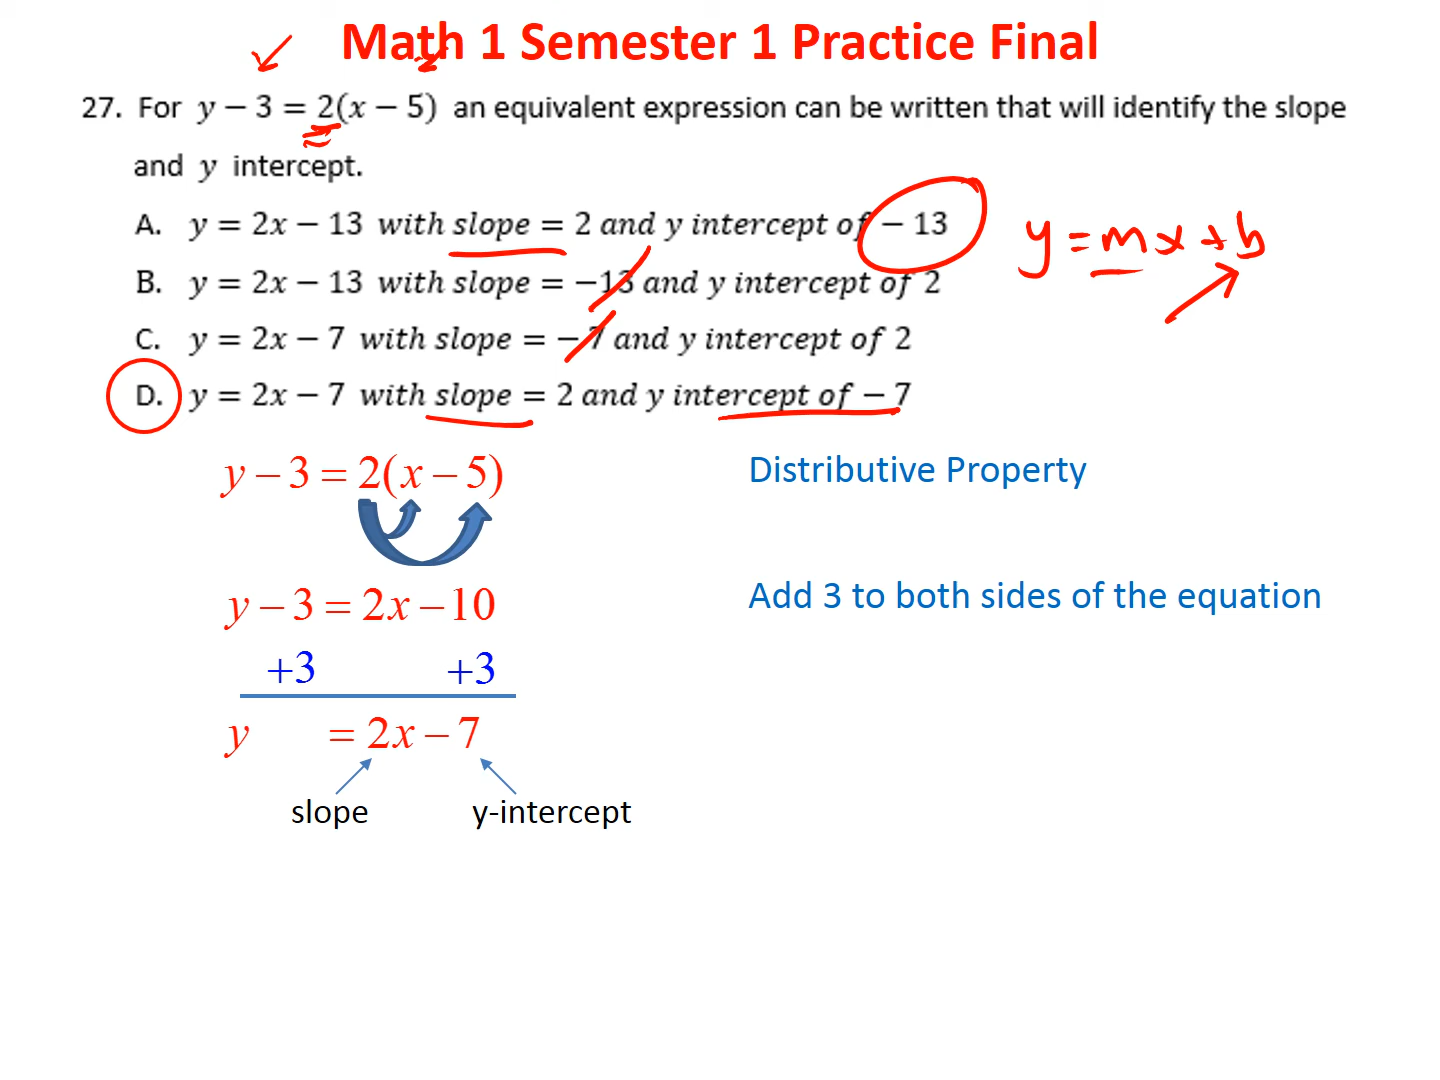 Math 1 Semester 1 Practice Final
27. For y − 3 = 2(x − 5) an equivalent expression can be written that will identify the slope
and y intercept.
A. y = 2x − 13 with slope = 2 and y intercept of − 13
y = mx + b
B. y = 2x − 13 with slope = −13 and y intercept of 2
C. y = 2x − 7 with slope = −7 and y intercept of 2
D. y = 2x − 7 with slope = 2 and y intercept of − 7
y − 3 = 2(x − 5)
Distributive Property
y − 3 = 2x − 10
Add 3 to both sides of the equation
+3 +3
y = 2x − 7
slope y-intercept